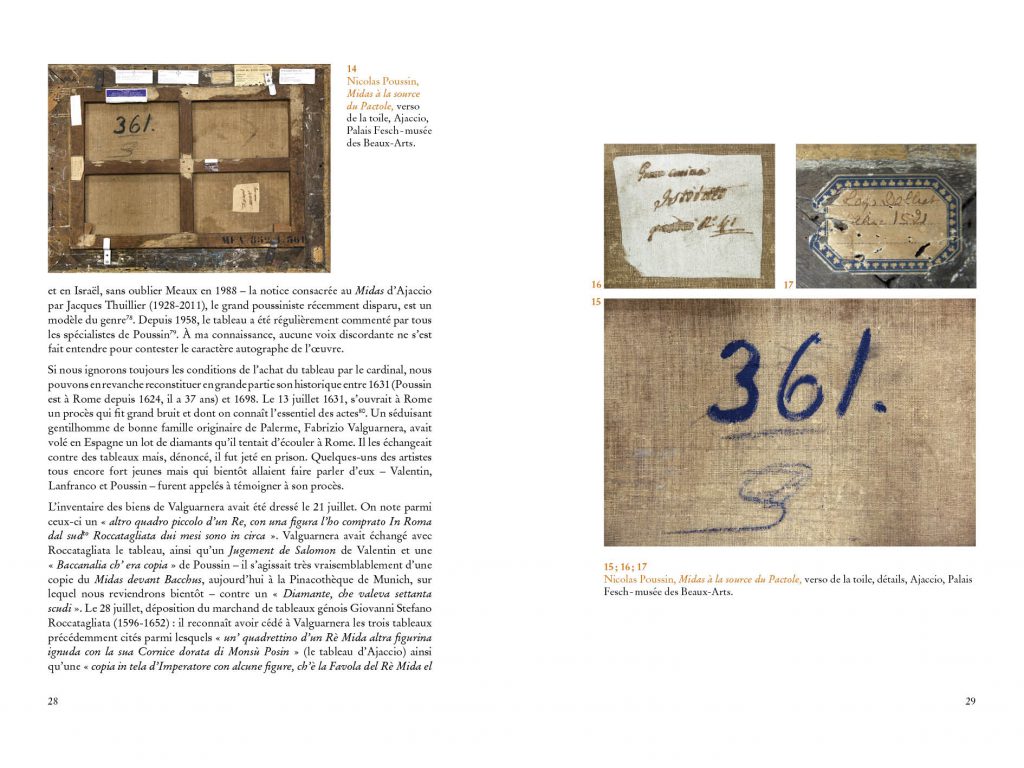 361.
MFA 852.1.561
14
Nicolas Poussin,
Midas à la source
du Pactole, verso
de la toile, Ajaccio,
Palais Fesch-musée
des Beaux-Arts.
et en Israël, sans oublier Meaux en 1988 – la notice consacrée au Midas d’Ajaccio
par Jacques Thuillier (1928-2011), le grand poussiniste récemment disparu, est un
modèle du genre⁷⁸. Depuis 1958, le tableau a été régulièrement commenté par tous
les spécialistes de Poussin⁷⁹. À ma connaissance, aucune voix discordante ne s’est
fait entendre pour contester le caractère autographe de l’œuvre.
Si nous ignorons toujours les conditions de l’achat du tableau par le cardinal, nous
pouvons en revanche reconstituer en grande partie son historique entre 1631 (Poussin
est à Rome depuis 1624, il a 37 ans) et 1698. Le 13 juillet 1631, s’ouvrait à Rome
un procès qui fit grand bruit et dont on connaît l’essentiel des actes⁸⁰. Un séduisant
gentilhomme de bonne famille originaire de Palerme, Fabrizio Valguarnera, avait
volé en Espagne un lot de diamants qu’il tentait d’écouler à Rome. Il les échangeait
contre des tableaux mais, dénoncé, il fut jeté en prison. Quelques-uns des artistes
tous encore fort jeunes mais qui bientôt allaient faire parler d’eux – Valentin,
Lanfranco et Poussin – furent appelés à témoigner à son procès.
L’inventaire des biens de Valguarnera avait été dressé le 21 juillet. On note parmi
ceux-ci un « altro quadro piccolo d’un Re, con una figura l’ho comprato In Roma
dal sudᵗᵒ Roccatagliata dui mesi sono in circa ». Valguarnera avait échangé avec
Roccatagliata le tableau, ainsi qu’un Jugement de Salomon de Valentin et une
« Baccanalia ch’ era copia » de Poussin – il s’agissait très vraisemblablement d’une
copie du Midas devant Bacchus, aujourd’hui à la Pinacothèque de Munich, sur
lequel nous reviendrons bientôt – contre un « Diamante, che valeva settanta
scudi ». Le 28 juillet, déposition du marchand de tableaux génois Giovanni Stefano
Roccatagliata (1596-1652) : il reconnaît avoir cédé à Valguarnera les trois tableaux
précédemment cités parmi lesquels « un’ quadrettino d’un Rè Mida altra figurina
ignuda con la sua Cornice dorata di Monsù Posin » (le tableau d’Ajaccio) ainsi
qu’une « copia in tela d’Imperatore con alcune figure, ch’è la Favola del Rè Mida el
28
16
17
15
361.
15 ; 16 ; 17
Nicolas Poussin, Midas à la source du Pactole, verso de la toile, détails, Ajaccio, Palais
Fesch-musée des Beaux-Arts.
29